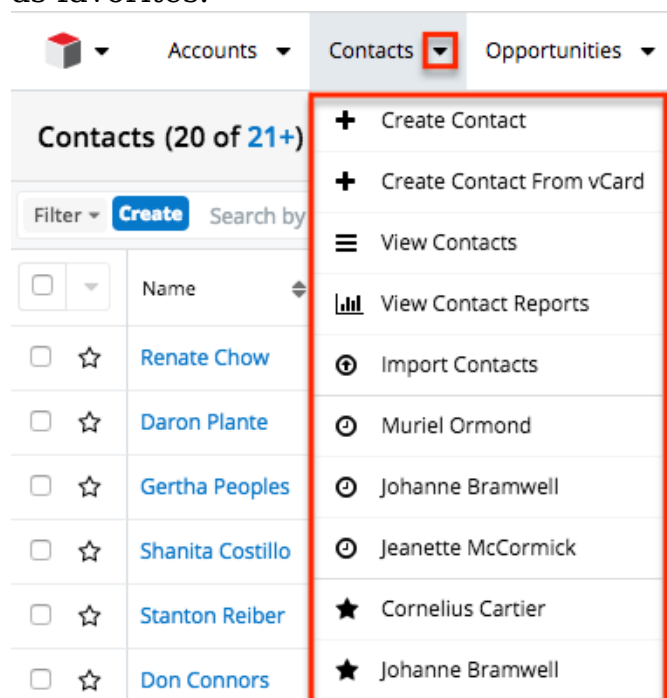 as favorites.
Accounts Contacts Opportunities
Contacts (20 of 21+)
Filter Create Search by
Name
Renate Chow
Daron Plante
Gertha Peoples
Shanita Costillo
Stanton Reiber
Don Connors
Create Contact
Create Contact From vCard
View Contacts
View Contact Reports
Import Contacts
Muriel Ormond
Johanne Bramwell
Jeanette McCormick
Cornelius Cartier
Johanne Bramwell